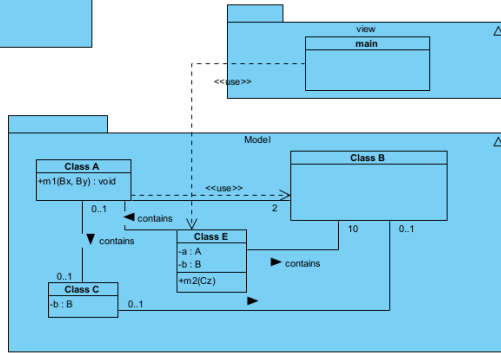 view
main
<<use>>
Model
Class A
+m1(Bx, By) : void
Class B
<<use>>
2
0..1
contains
contains
Class E
-a : A
-b : B
+m2(Cz)
10
0..1
contains
0..1
Class C
-b : B
0..1